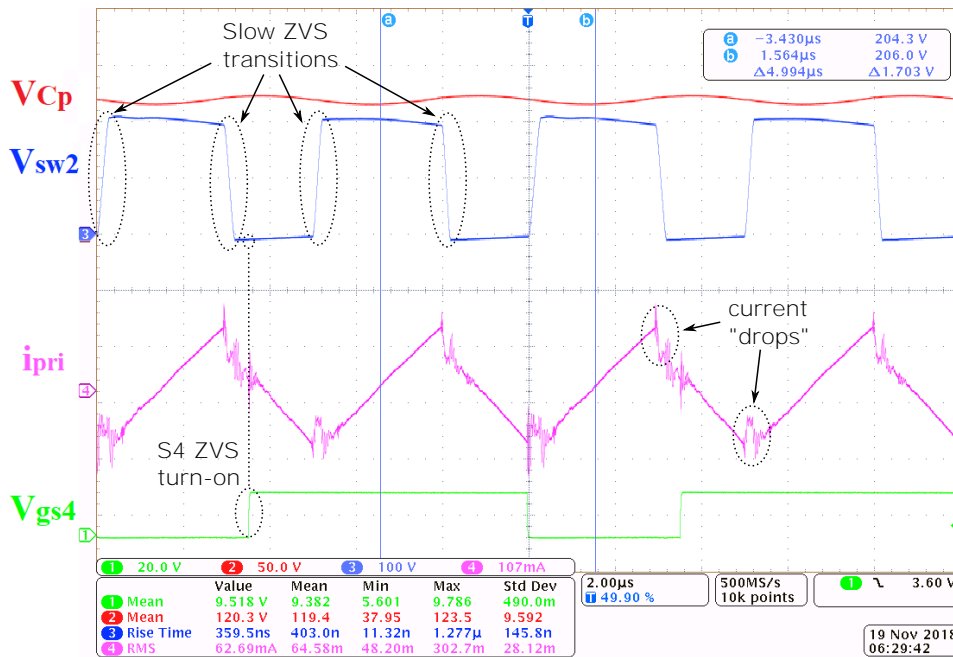 Slow ZVS
transitions
a
T
b
a -3.430µs 204.3 V
b 1.564µs 206.0 V
Δ4.994µs Δ1.703 V
VCp
Vsw2
3
current
"drops"
ipri
4
S4 ZVS
turn-on
Vgs4
1
1 20.0 V 2 50.0 V 3 100 V 4 107mA
Value Mean Min Max Std Dev
1 Mean 9.518 V 9.382 5.601 9.786 490.0m
2 Mean 120.3 V 119.4 37.95 123.5 9.592
3 Rise Time 359.5ns 403.0n 11.32n 1.277µ 145.8n
4 RMS 62.69mA 64.58m 48.20m 302.7m 28.12m
2.00µs
T 49.90 %
500MS/s
10k points
1 3.60 V
19 Nov 2018
06:29:42